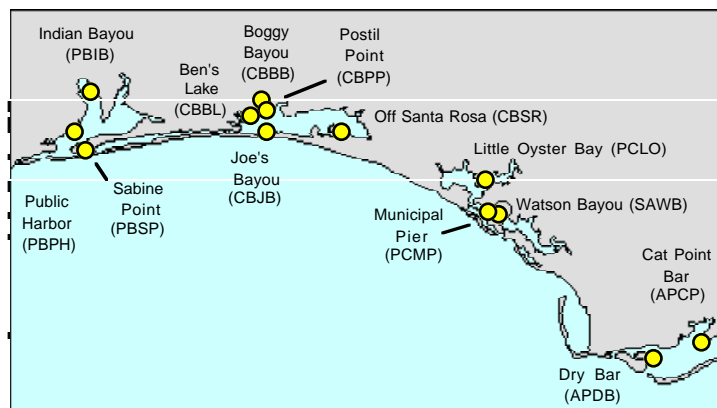 Indian Bayou
(PBIB)
Boggy
Bayou
(CBBB)
Postil
Point
(CBPP)
Ben's
Lake
(CBBL)
Off Santa Rosa (CBSR)
Little Oyster Bay (PCLO)
Joe's
Bayou
(CBJB)
Sabine
Point
(PBSP)
Public
Harbor
(PBPH)
Watson Bayou (SAWB)
Municipal
Pier
(PCMP)
Cat Point
Bar
(APCP)
Dry Bar
(APDB)